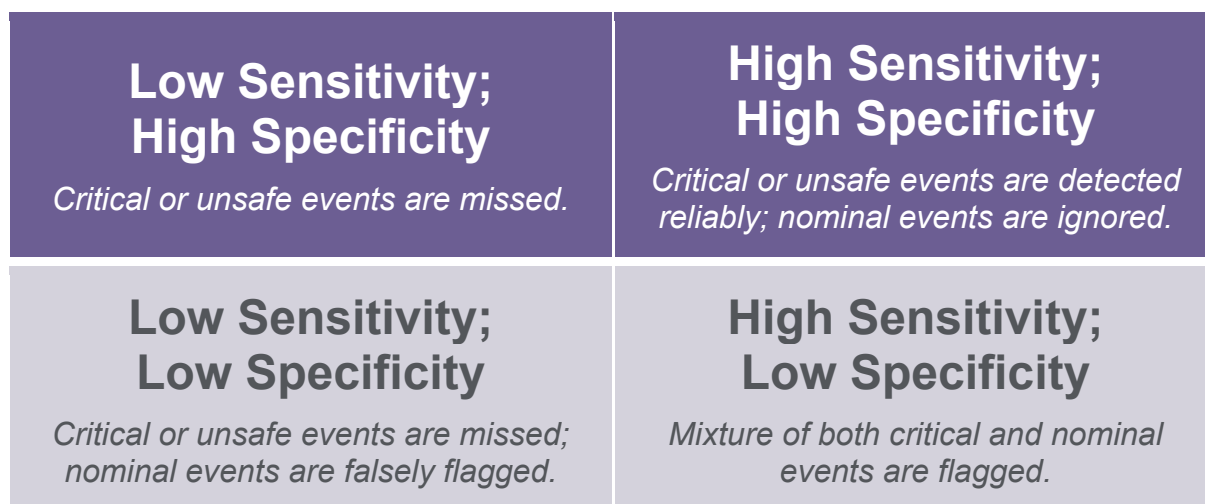 Low Sensitivity;
High Specificity
Critical or unsafe events are missed.
High Sensitivity;
High Specificity
Critical or unsafe events are detected
reliably; nominal events are ignored.
Low Sensitivity;
Low Specificity
Critical or unsafe events are missed;
nominal events are falsely flagged.
High Sensitivity;
Low Specificity
Mixture of both critical and nominal
events are flagged.